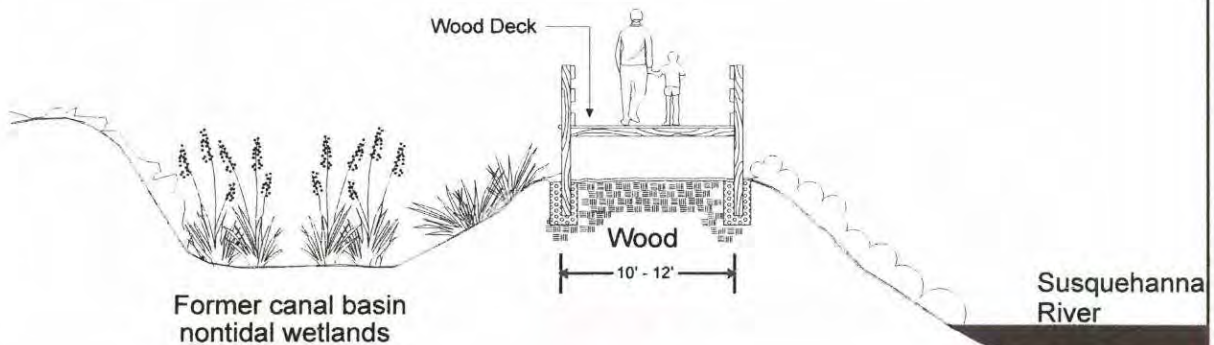 Wood Deck
Wood
10' - 12'
Former canal basin
nontidal wetlands
Susquehanna
River